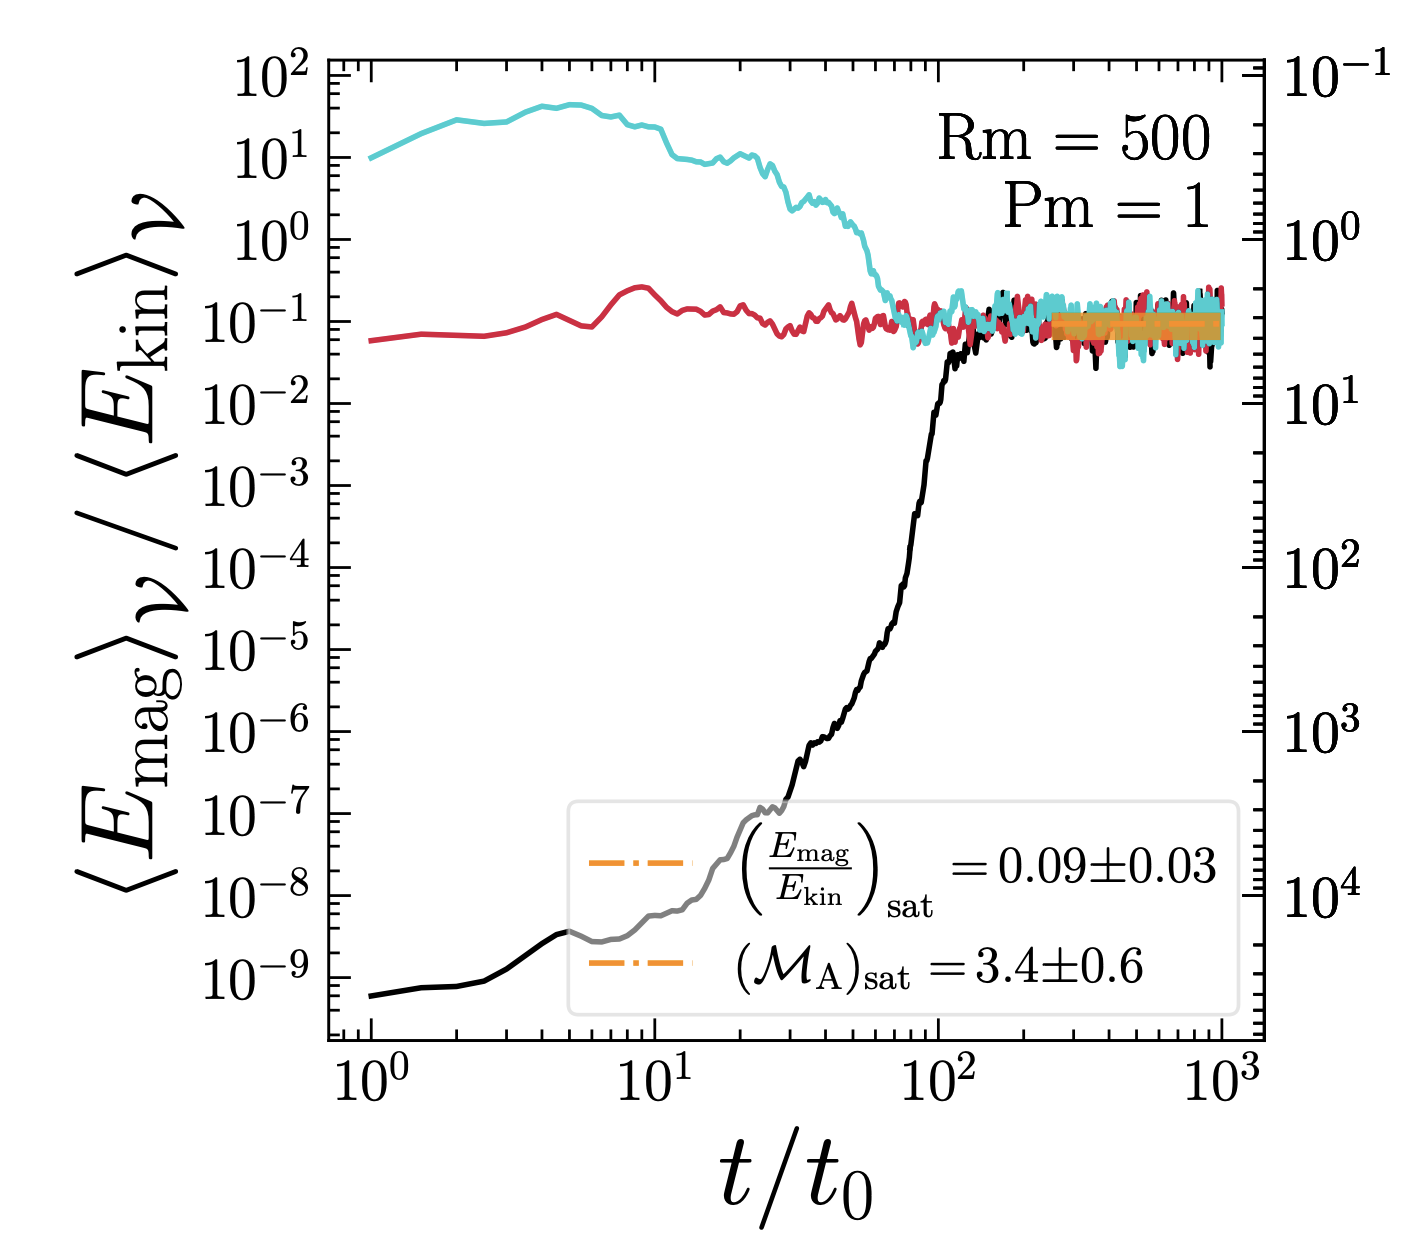 Rm = 500
Pm = 1
⟨E_mag⟩_𝒱 / ⟨E_kin⟩_𝒱
10^2
10^1
10^0
10^−1
10^−2
10^−3
10^−4
10^−5
10^−6
10^−7
10^−8
10^−9
10^−1
10^0
10^1
10^2
10^3
10^4
(E_mag/E_kin)_sat = 0.09±0.03
(ℳ_A)_sat = 3.4±0.6
10^0 10^1 10^2 10^3
t/t_0